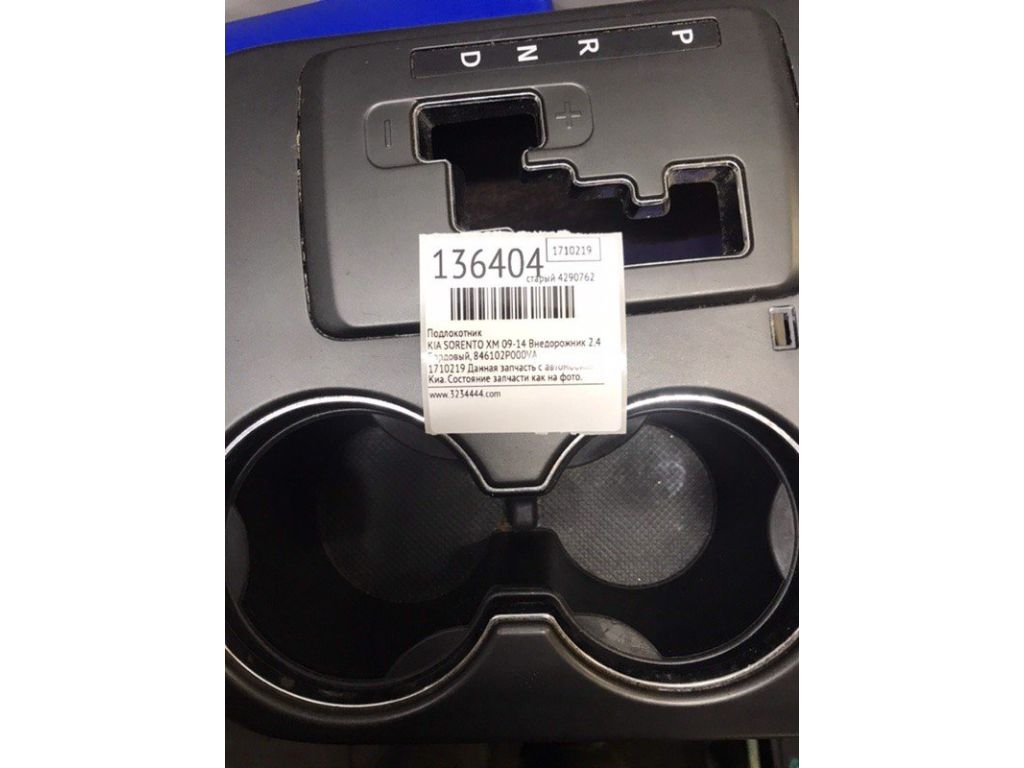 P R N D
− +
136404
1710219
старый 4290762
Подлокотник
KIA SORENTO XM 09-14 Внедорожник 2.4
Бордовый, 846102P000VA
1710219 Данная запчасть с
Киа. Состояние запчасти как на фото.
www.3234444.com